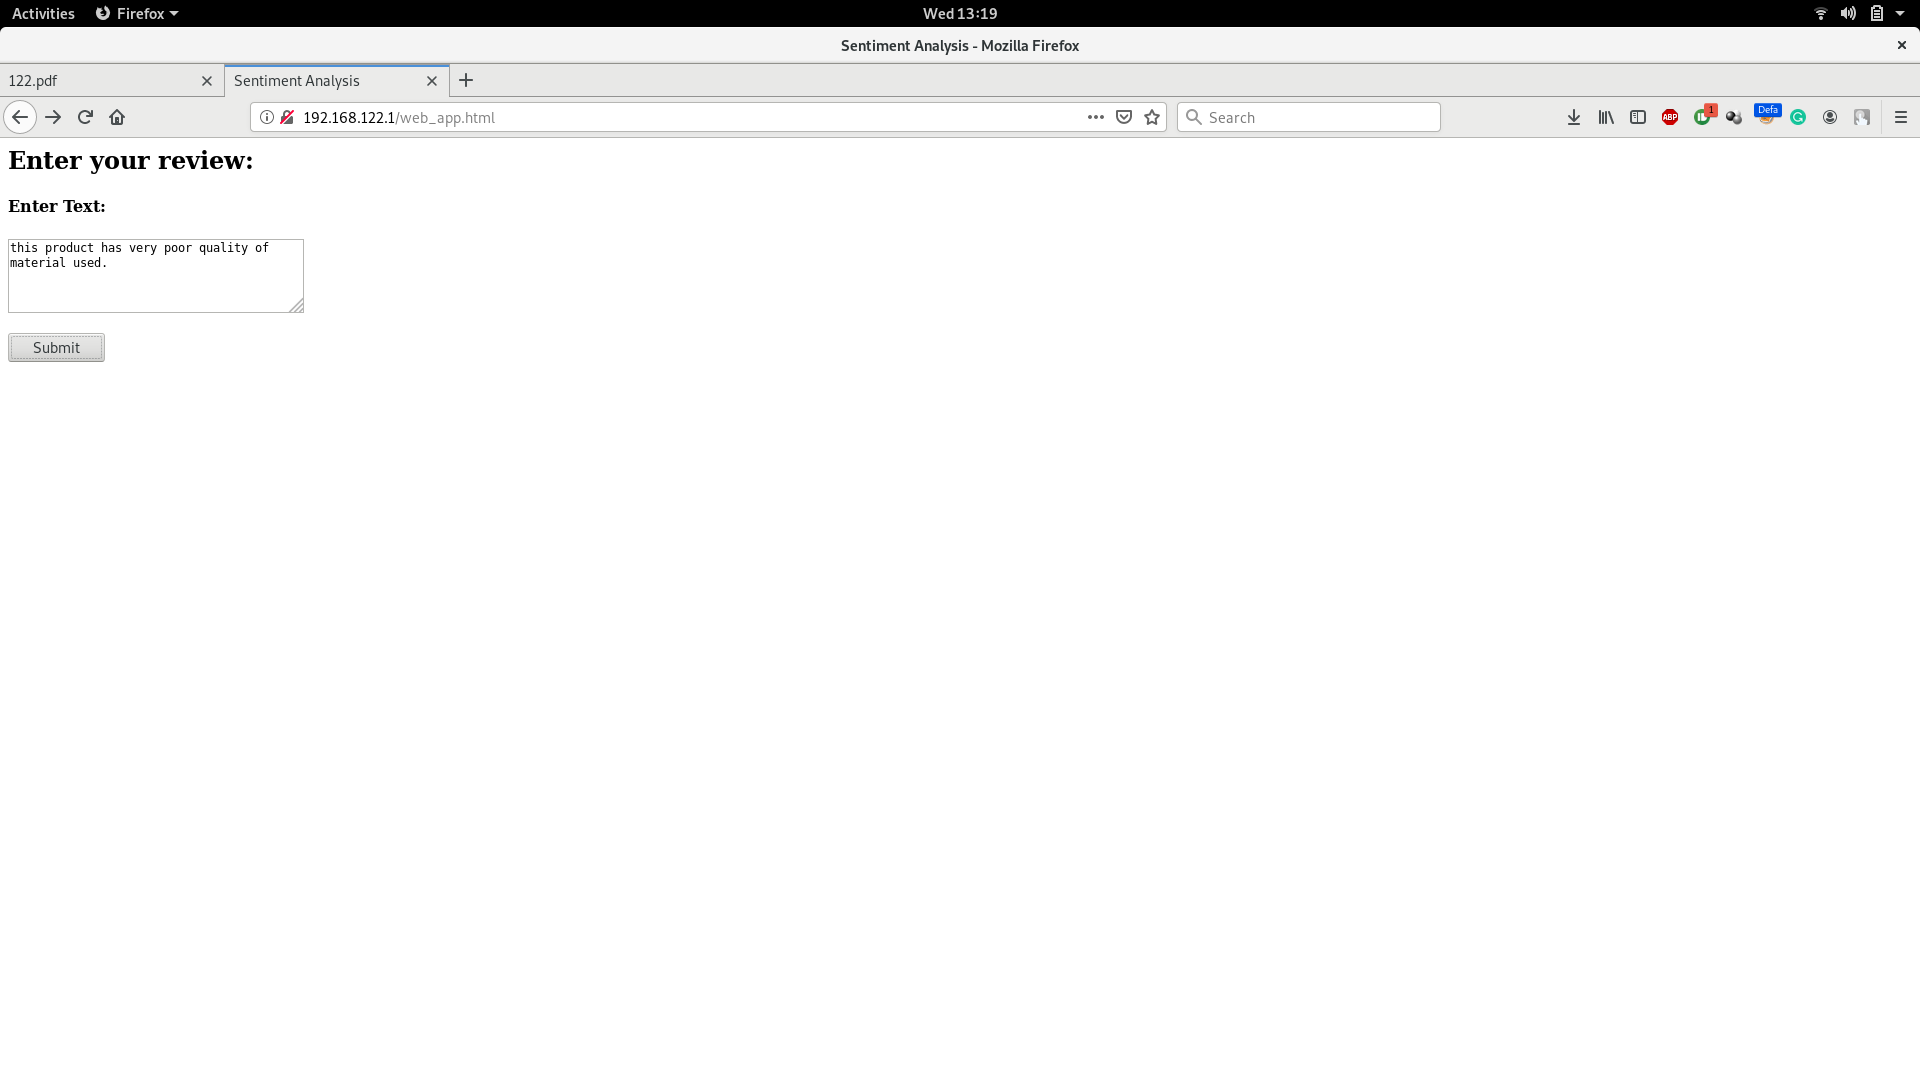 Activities Firefox Wed 13:19
Sentiment Analysis - Mozilla Firefox
122.pdf Sentiment Analysis
192.168.122.1/web_app.html Search ABP 1 Defa
Enter your review:
Enter Text:
this product has very poor quality of
material used.
Submit